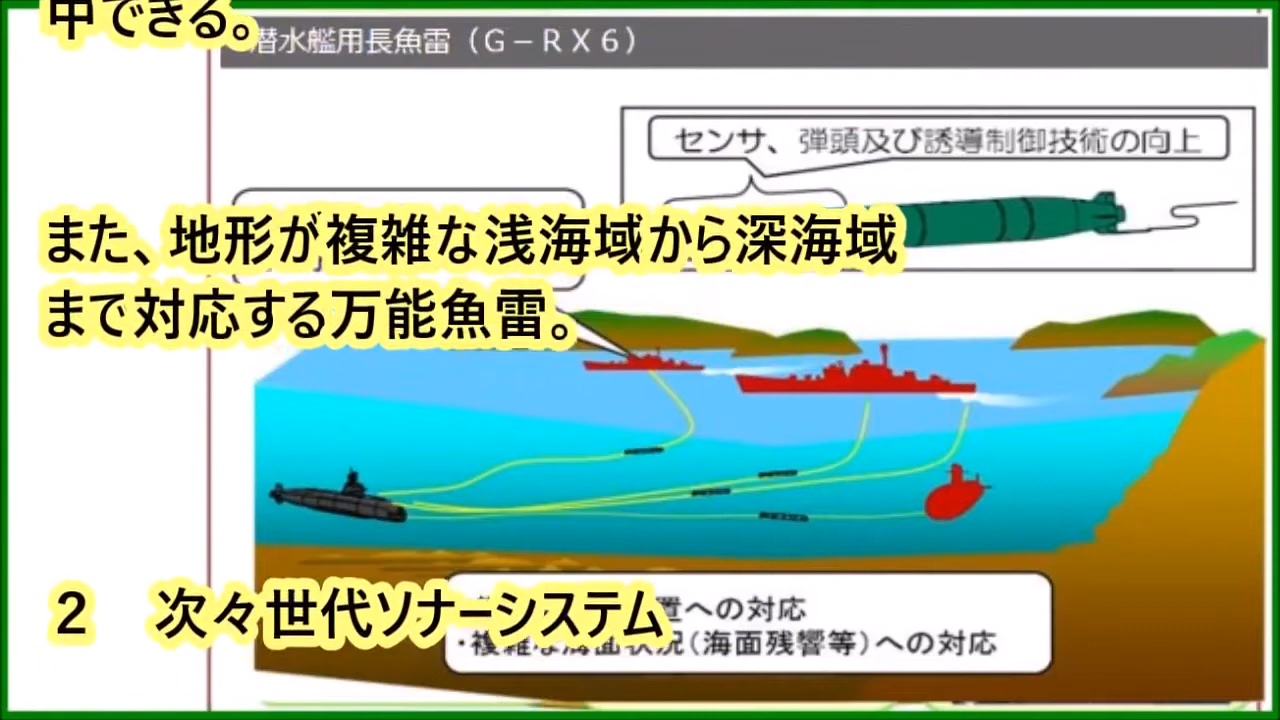 中できる。
潜水艦用長魚雷（Ｇ－ＲＸ６）
センサ、弾頭及び誘導制御技術の向上
また、地形が複雑な浅海域から深海域
まで対応する万能魚雷。
２　次々世代ソナーシステム
置への対応
・複雑な海面状況（海面残響等）への対応